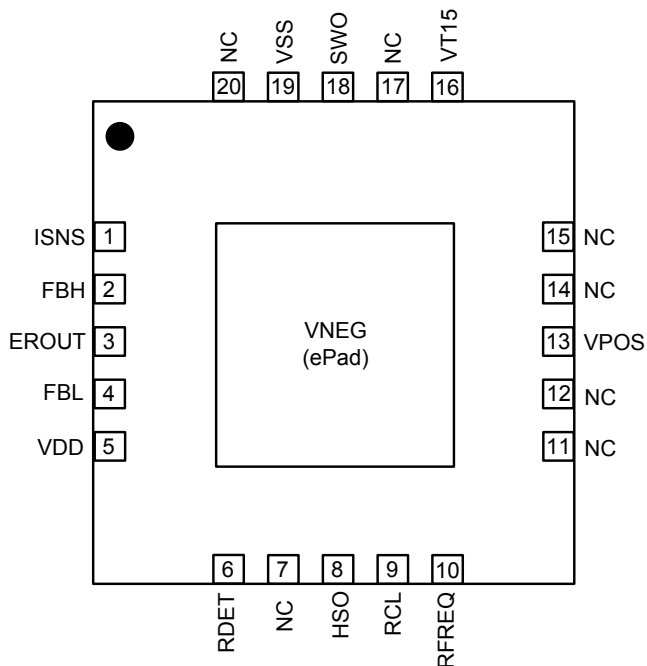 NC
VSS
SWO
NC
VT15
20
19
18
17
16
ISNS 1
FBH 2
EROUT 3
FBL 4
VDD 5
VNEG
(ePad)
15 NC
14 NC
13 VPOS
12 NC
11 NC
6
7
8
9
10
RDET
NC
HSO
RCL
RFREQ